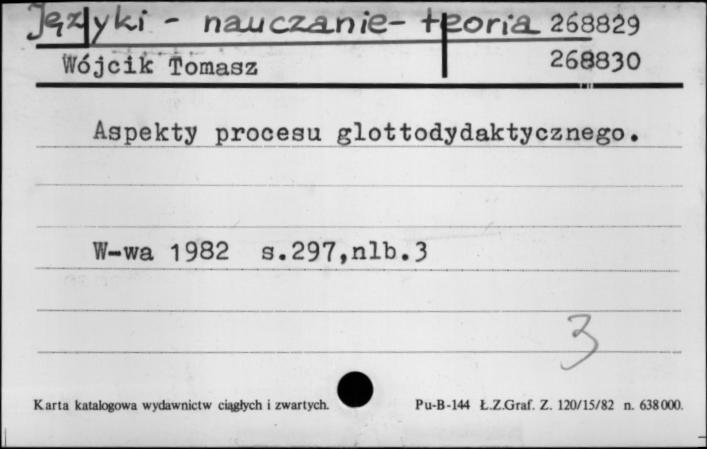 Języki - nauczanie - teoria 268829
Wójcik Tomasz 268830
Aspekty procesu glottodydaktycznego.
W-wa 1982 s.297,nlb.3
3
Karta katalogowa wydawnictw ciągłych i zwartych. Pu-B-144 Ł.Z.Graf. Z. 120/15/82 n. 638000.